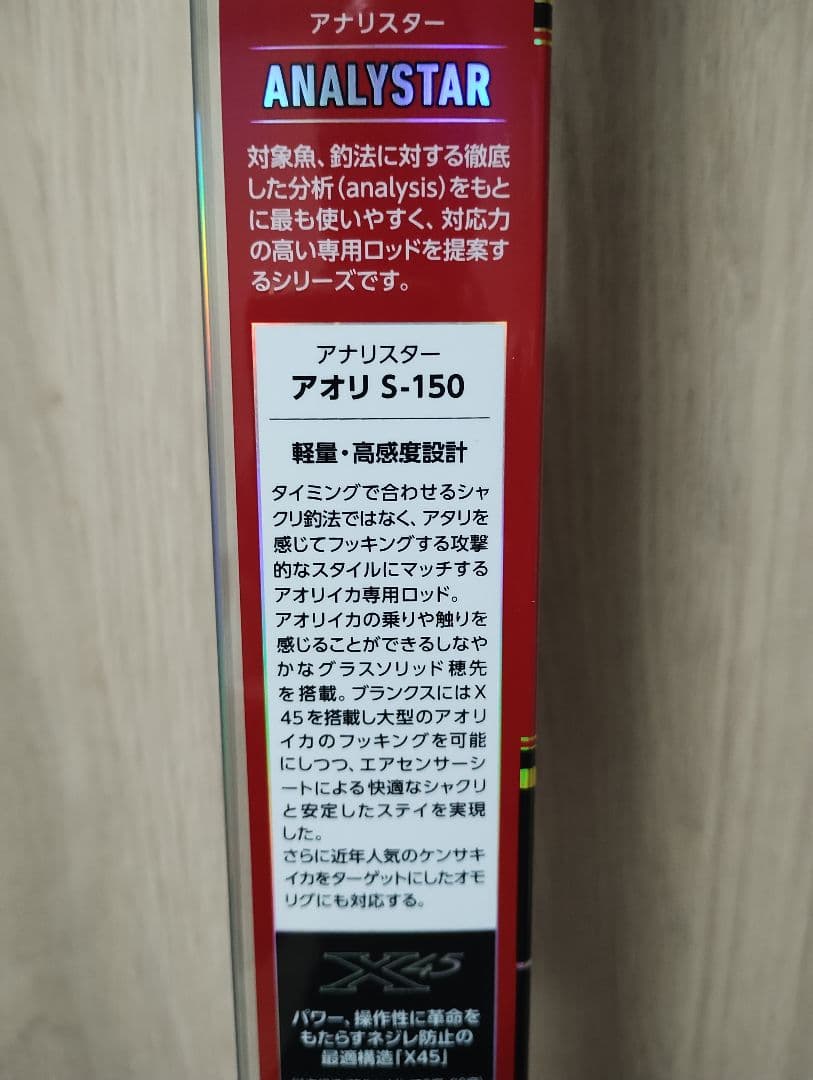 アナリスター
ANALYSTAR
対象魚、釣法に対する徹底
した分析(analysis)をもと
に最も使いやすく、対応力
の高い専用ロッドを提案す
るシリーズです。
アナリスター
アオリ S-150
軽量・高感度設計
タイミングで合わせるシャ
クリ釣法ではなく、アタリを
感じてフッキングする攻撃
的なスタイルにマッチする
アオリイカ専用ロッド。
アオリイカの乗りや触りを
感じることができるしなや
かなグラスソリッド穂先
を搭載。ブランクスにはX
45を搭載し大型のアオリ
イカのフッキングを可能
にしつつ、エアセンサーシ
ートによる快適なシャクリ
と安定したステイを実現
した。
さらに近年人気のケンサキ
イカをターゲットにしたオモ
リグにも対応する。
X45
パワー、操作性に革命を
もたらすネジレ防止の
最適構造「X45」